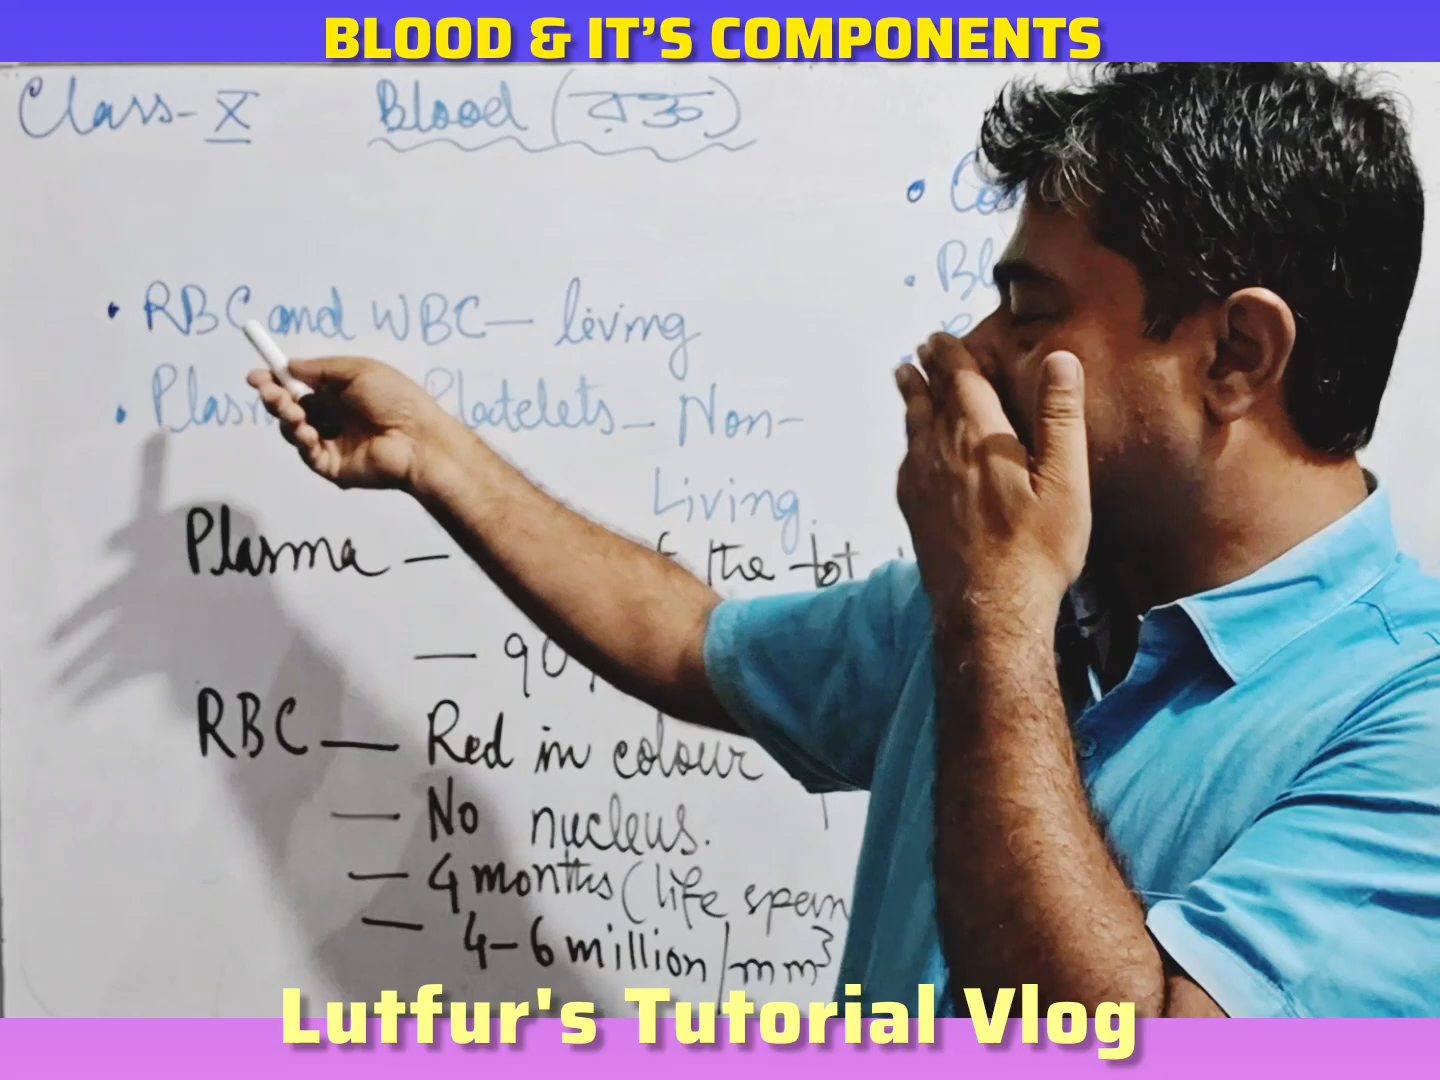 BLOOD & IT'S COMPONENTS
Class-X
Blood (রক্ত)
• RBC and WBC — living
• Platelets — Non-
Living.
Plasma — the
— 90
RBC — Red in colour
— No nucleus.
— 4 months (life span
— 4-6 million/mm³
Lutfur's Tutorial Vlog